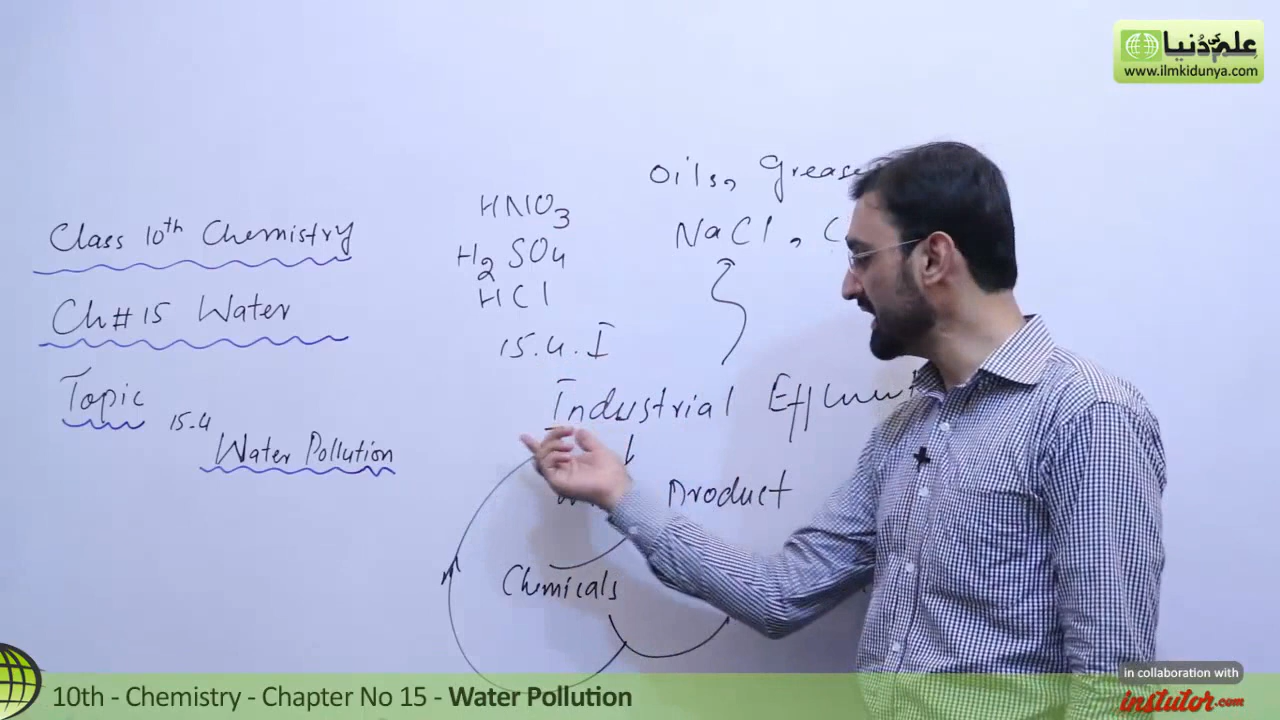 علم کی دُنیا
www.ilmkidunya.com
Class 10th Chemistry
Ch#15 Water
Topic
15.4
Water Pollution
Oils, Grease
HNO3
NaCl, C
H2SO4
HCl
15.4.I
Industrial Effluent
Product
Chemicals
in collaboration with
instutor.com
10th - Chemistry - Chapter No 15 - Water Pollution